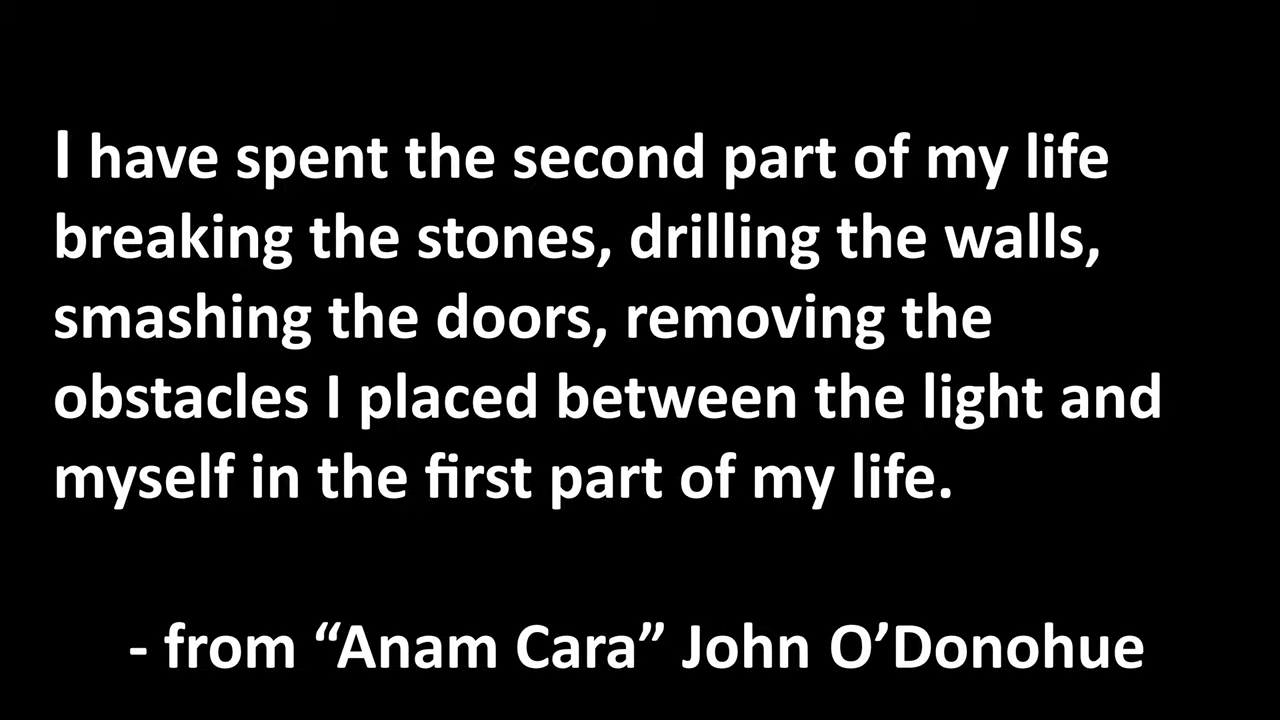 I have spent the second part of my life
breaking the stones, drilling the walls,
smashing the doors, removing the
obstacles I placed between the light and
myself in the first part of my life.
- from “Anam Cara” John O’Donohue